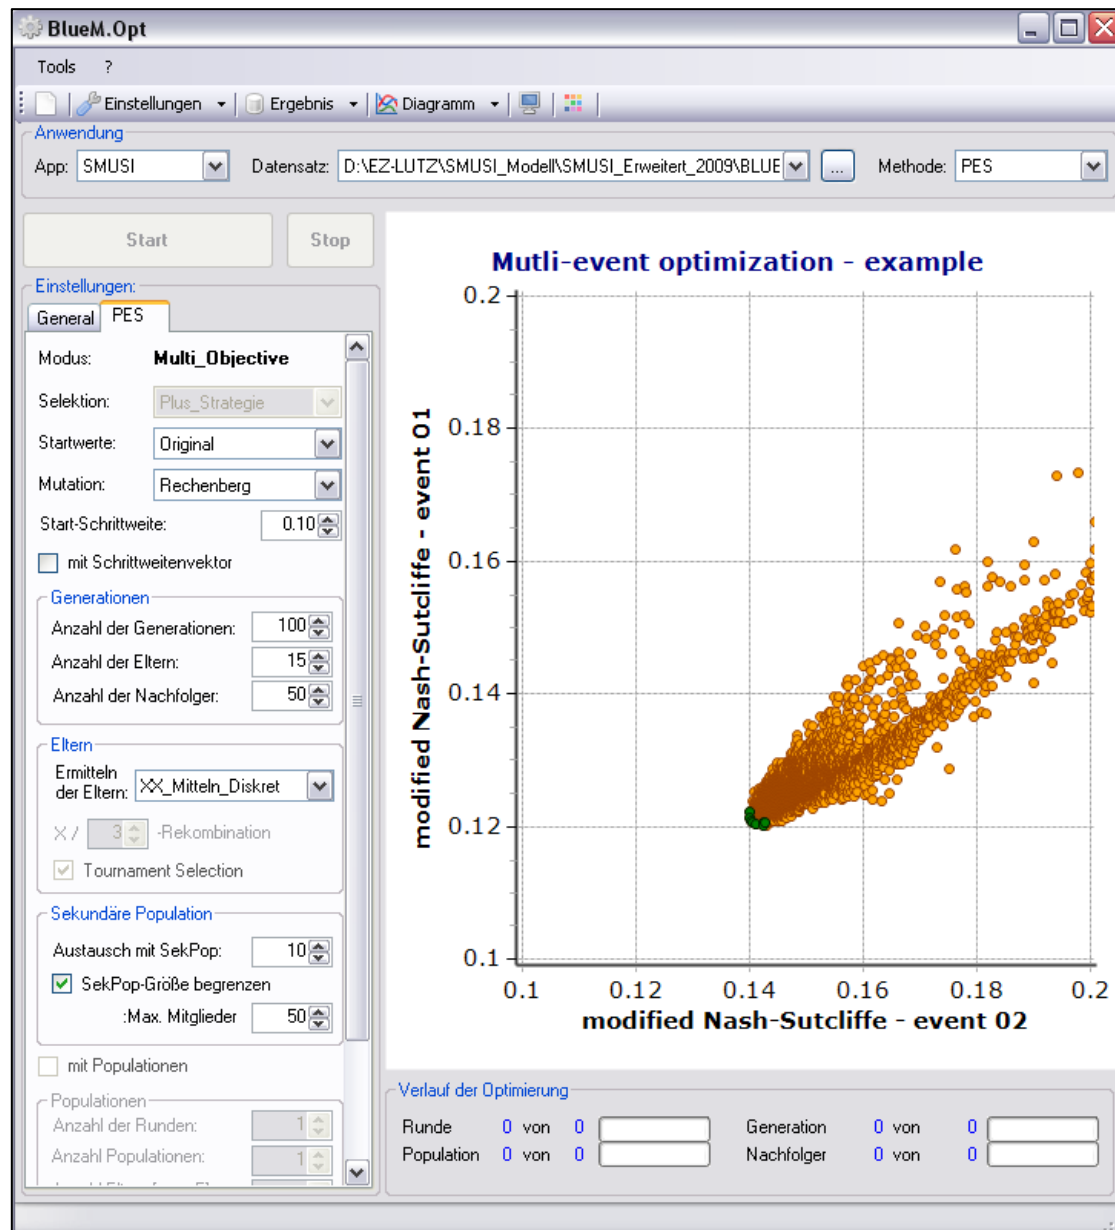 BlueM.Opt
Tools ?
Einstellungen Ergebnis Diagramm
Anwendung
App: SMUSI Datensatz: D:\EZ-LUTZ\SMUSI_Modell\SMUSI_Erweitert_2009\BLUE ... Methode: PES
Start Stop
Einstellungen:
General PES
Modus: Multi_Objective
Selektion: Plus_Strategie
Startwerte: Original
Mutation: Rechenberg
Start-Schrittweite: 0.10
mit Schrittweitenvektor
Generationen
Anzahl der Generationen: 100
Anzahl der Eltern: 15
Anzahl der Nachfolger: 50
Eltern
Ermitteln
der Eltern: XX_Mitteln_Diskret
X / 3 -Rekombination
Tournament Selection
Sekundäre Population
Austausch mit SekPop: 10
SekPop-Größe begrenzen
:Max. Mitglieder 50
mit Populationen
Populationen
Anzahl der Runden: 1
Anzahl Populationen: 1
Mutli-event optimization - example
modified Nash-Sutcliffe - event 01
0.2
0.18
0.16
0.14
0.12
0.1
0.1 0.12 0.14 0.16 0.18 0.2
modified Nash-Sutcliffe - event 02
Verlauf der Optimierung
Runde 0 von 0 Generation 0 von 0
Population 0 von 0 Nachfolger 0 von 0